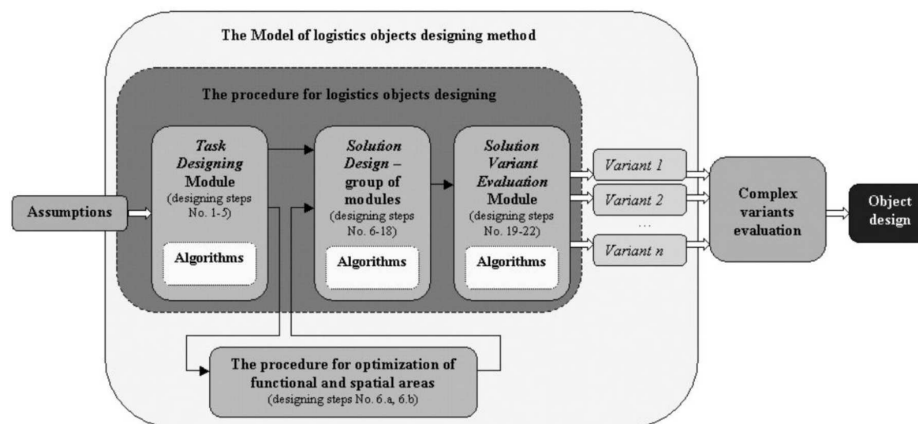 The Model of logistics objects designing method
The procedure for logistics objects designing
Assumptions
Task
Designing
Module
(designing steps
No. 1-5)
Algorithms
Solution
Design –
group of
modules
(designing steps
No. 6-18)
Algorithms
Solution
Variant
Evaluation
Module
(designing steps
No. 19-22)
Algorithms
Variant 1
Variant 2
...
Variant n
Complex
variants
evaluation
Object
design
The procedure for optimization of
functional and spatial areas
(designing steps No. 6.a, 6.b)